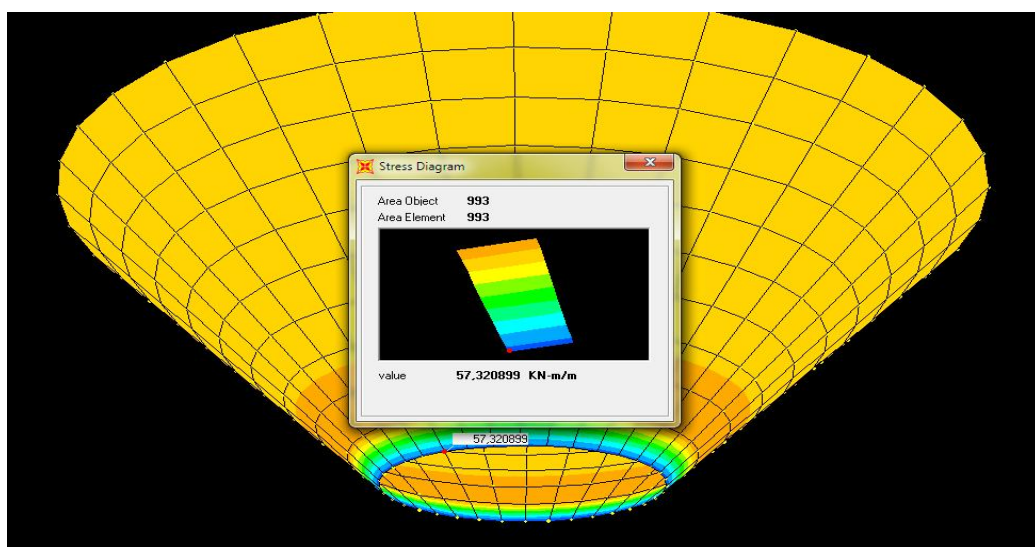 Stress Diagram
Area Object 993
Area Element 993
value 57,320899 KN-m/m
57,320899